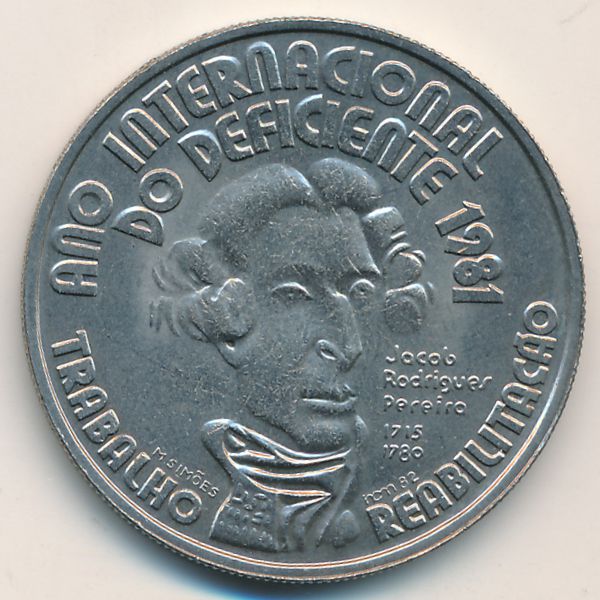 ANO INTERNACIONAL
DO DEFICIENTE 1981
Jacob
Rodrigues
Pereira
1715
1780
TRABALHO
REABILITAÇÃO
M.SIMÕES